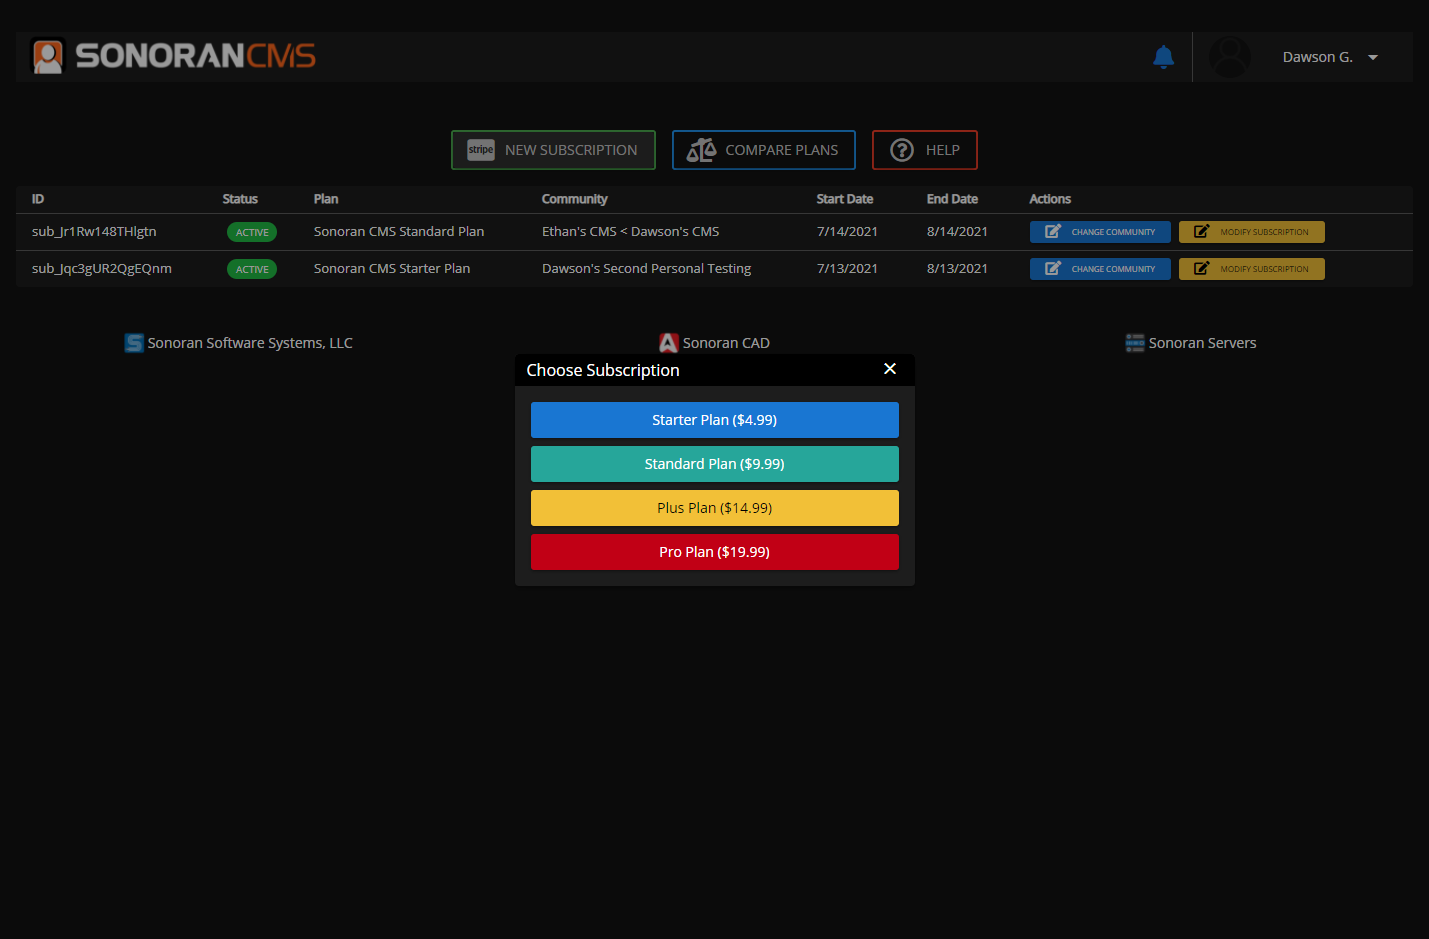 SONORANCMS
Dawson G.
stripe NEW SUBSCRIPTION COMPARE PLANS HELP
ID Status Plan Community Start Date End Date Actions
sub_Jr1Rw148THlgtn ACTIVE Sonoran CMS Standard Plan Ethan's CMS < Dawson's CMS 7/14/2021 8/14/2021 CHANGE COMMUNITY MODIFY SUBSCRIPTION
sub_Jqc3gUR2QgEQnm ACTIVE Sonoran CMS Starter Plan Dawson's Second Personal Testing 7/13/2021 8/13/2021 CHANGE COMMUNITY MODIFY SUBSCRIPTION
Sonoran Software Systems, LLC Sonoran CAD Sonoran Servers
Choose Subscription
Starter Plan ($4.99)
Standard Plan ($9.99)
Plus Plan ($14.99)
Pro Plan ($19.99)